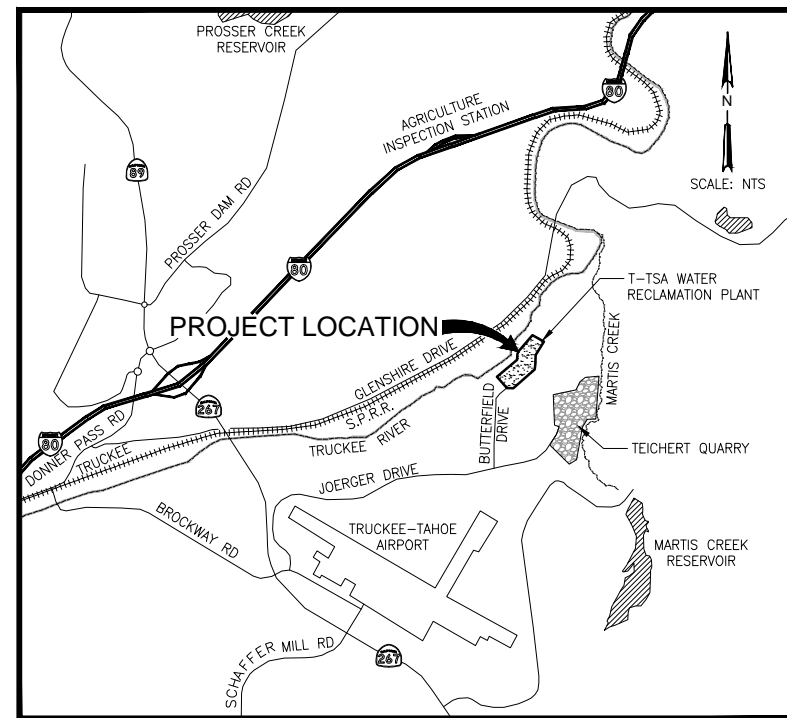 PROSSER CREEK
RESERVOIR
80
AGRICULTURE
INSPECTION STATION
N
SCALE: NTS
89
PROSSER DAM RD
80
T-TSA WATER
RECLAMATION PLANT
PROJECT LOCATION
GLENSHIRE DRIVE
S.P.R.R.
TRUCKEE RIVER
MARTIS CREEK
BUTTERFIELD
DRIVE
267
DONNER PASS RD
80
TRUCKEE
TEICHERT QUARRY
JOERGER DRIVE
BROCKWAY RD
TRUCKEE-TAHOE
AIRPORT
MARTIS CREEK
RESERVOIR
SCHAFFER MILL RD
267